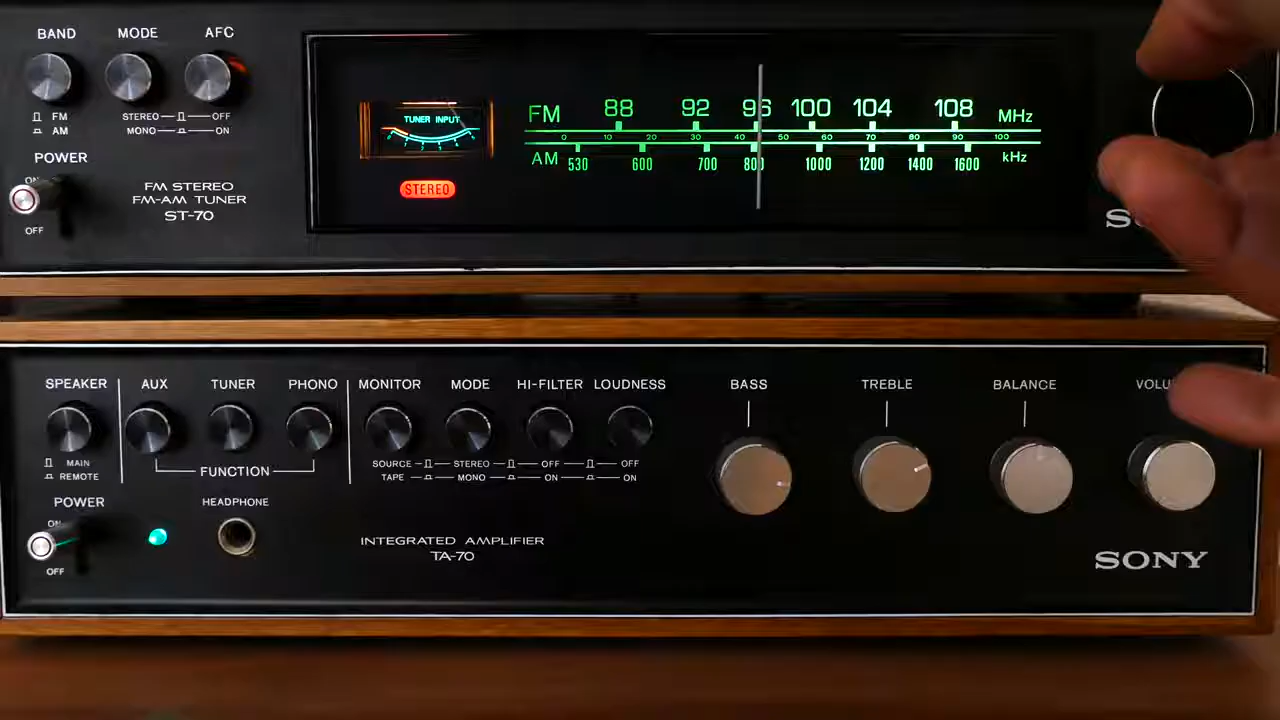 BAND MODE AFC
FM
AM
STEREO OFF
MONO ON
POWER
ON
OFF
FM STEREO
FM-AM TUNER
ST-70
TUNER INPUT
STEREO
FM 88 92 96 100 104 108 MHz
0 10 20 30 40 60 70 80 90 100
AM 530 600 700 800 1000 1200 1400 1600 kHz
SPEAKER AUX TUNER PHONO MONITOR MODE HI-FILTER LOUDNESS BASS TREBLE BALANCE
MAIN
REMOTE
FUNCTION
SOURCE STEREO OFF OFF
TAPE MONO ON ON
POWER
ON
OFF
HEADPHONE
INTEGRATED AMPLIFIER
TA-70
SONY